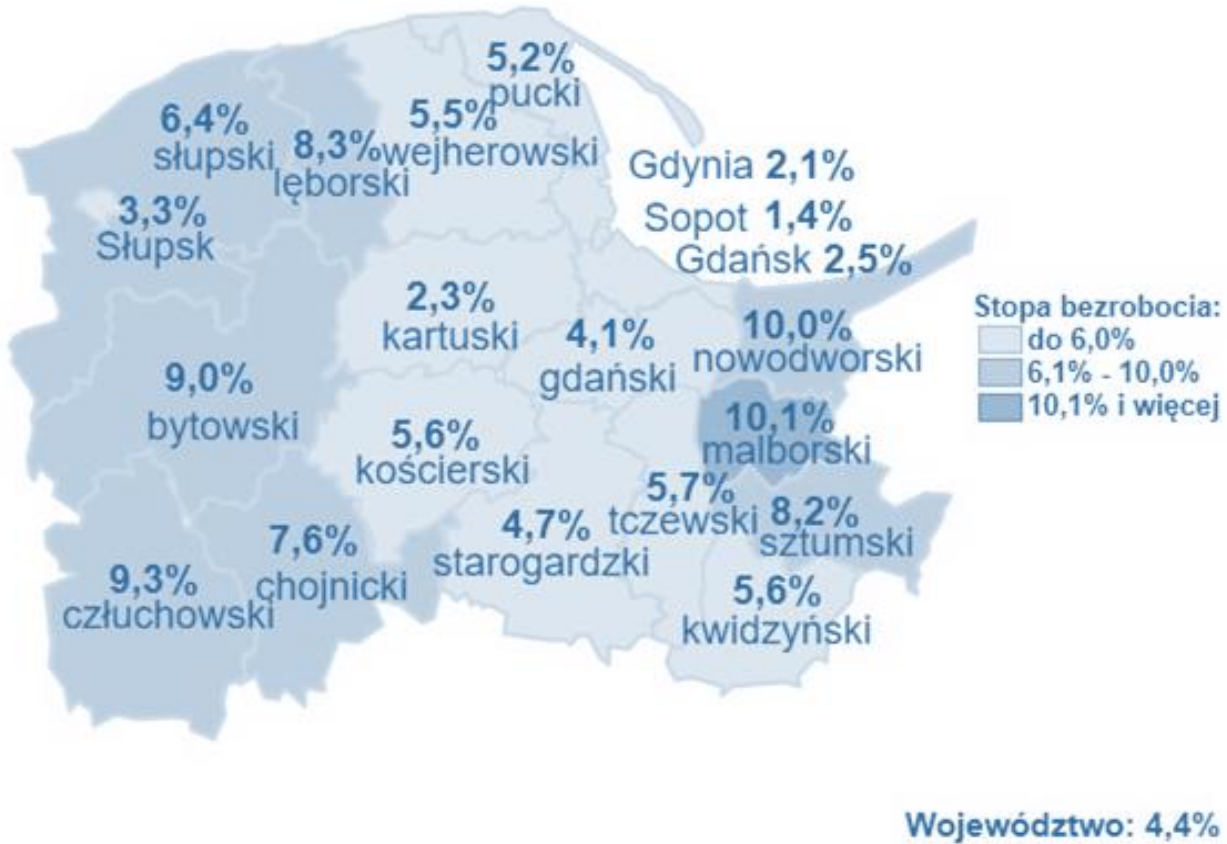 5,2%
pucki
6,4%
słupski
8,3%
lęborski
5,5%
wejherowski
Gdynia 2,1%
Sopot 1,4%
Gdańsk 2,5%
3,3%
Słupsk
2,3%
kartuski
4,1%
gdański
10,0%
nowodworski
Stopa bezrobocia:
do 6,0%
6,1% - 10,0%
10,1% i więcej
9,0%
bytowski
5,6%
kościerski
10,1%
malborski
5,7%
tczewski
8,2%
sztumski
4,7%
starogardzki
7,6%
chojnicki
9,3%
człuchowski
5,6%
kwidzyński
Województwo: 4,4%